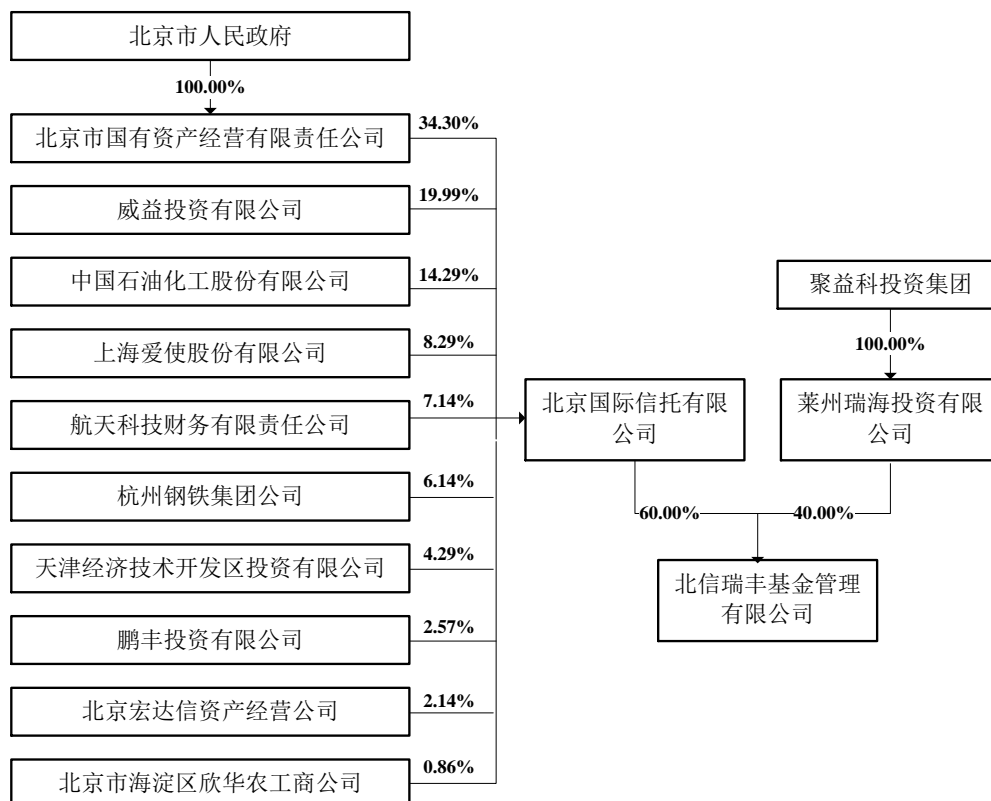 北京市人民政府
100.00%
北京市国有资产经营有限责任公司
34.30%
威益投资有限公司
19.99%
中国石油化工股份有限公司
14.29%
上海爱使股份有限公司
8.29%
航天科技财务有限责任公司
7.14%
杭州钢铁集团公司
6.14%
天津经济技术开发区投资有限公司
4.29%
鹏丰投资有限公司
2.57%
北京宏达信资产经营公司
2.14%
北京市海淀区欣华农工商公司
0.86%
北京国际信托有限
公司
聚益科投资集团
100.00%
莱州瑞海投资有限
公司
60.00%
40.00%
北信瑞丰基金管理
有限公司